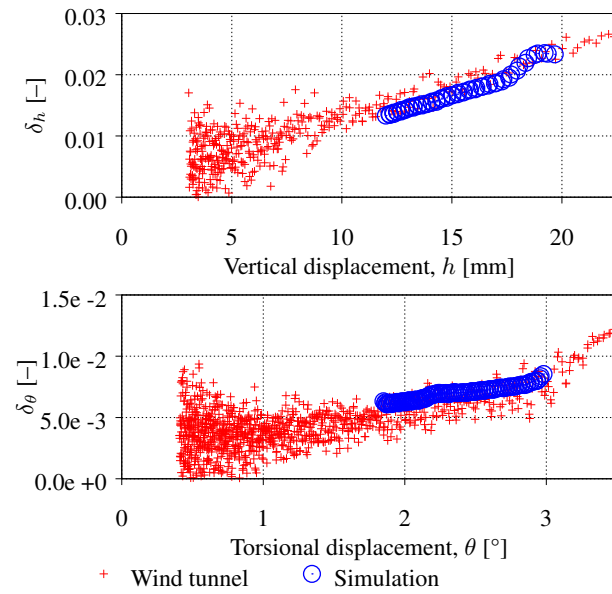 0.03
0.02
0.01
0.00
δh [–]
0 5 10 15 20
Vertical displacement, h [mm]
1.5e -2
1.0e -2
5.0e -3
0.0e +0
δθ [–]
0 1 2 3
Torsional displacement, θ [°]
Wind tunnel Simulation